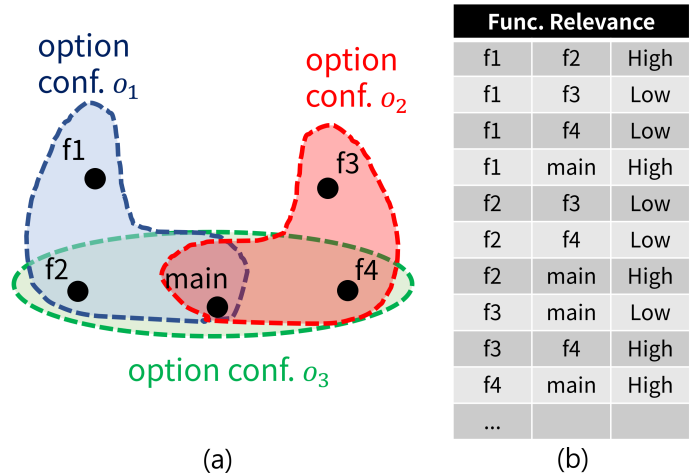 option
conf. o1
option
conf. o2
f1
f3
f2
main
f4
option conf. o3
(a)
Func. Relevance
f1 f2 High
f1 f3 Low
f1 f4 Low
f1 main High
f2 f3 Low
f2 f4 Low
f2 main High
f3 main Low
f3 f4 High
f4 main High
...
(b)